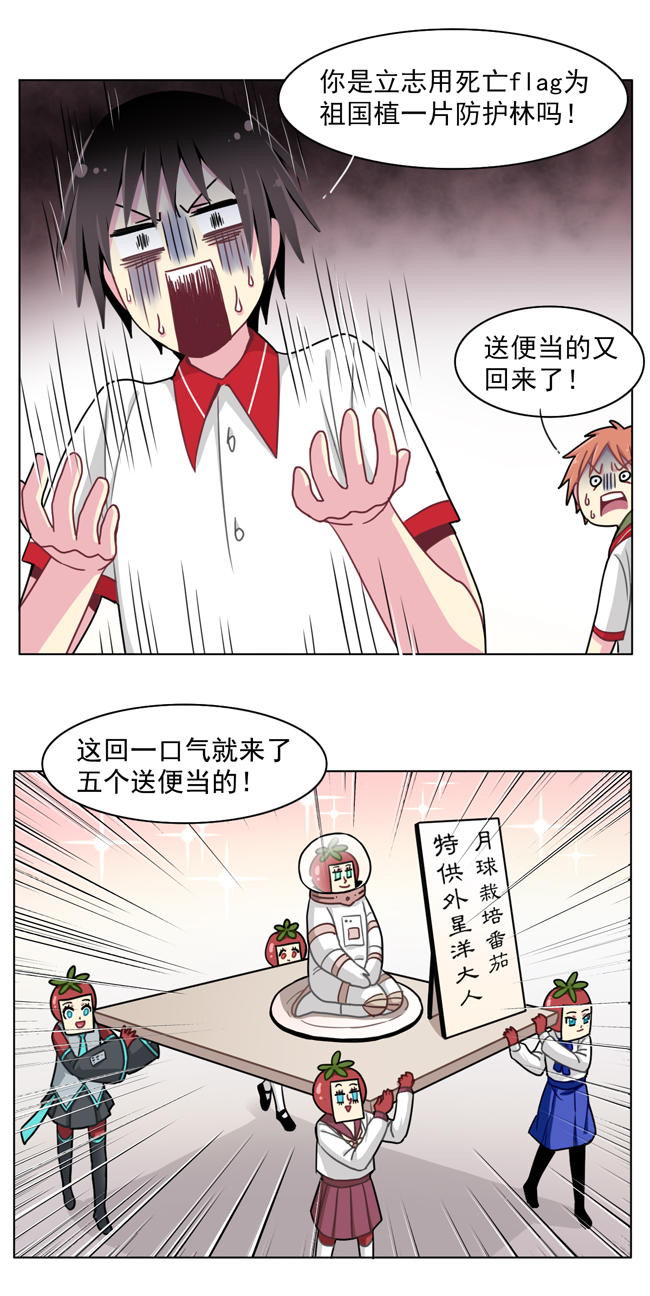 你是立志用死亡flag为
祖国植一片防护林吗！
送便当的又
回来了！
这回一口气就来了
五个送便当的！
月球栽培番茄
特供外星洋大人